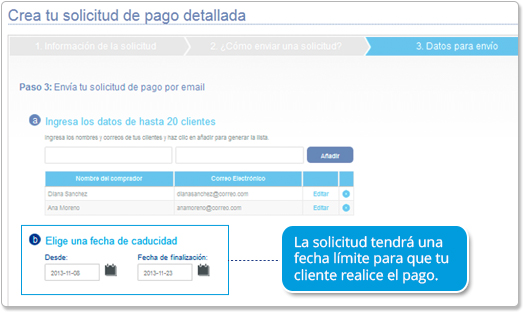 Crea tu solicitud de pago detallada
1. Información de la solicitud
2. ¿Cómo enviar una solicitud?
3. Datos para envío
Paso 3: Envía tu solicitud de pago por email
a Ingresa los datos de hasta 20 clientes
Ingresa los nombres y correos de tus clientes y haz clic en añadir para generar la lista.
Añadir
Nombre del comprador Correo Electrónico
Diana Sanchez dianasanchez@correo.com Editar
Ana Moreno anamoreno@correo.com Editar
b Elige una fecha de caducidad
Desde: Fecha de finalización:
2013-11-08 2013-11-23
La solicitud tendrá una
fecha límite para que tu
cliente realice el pago.